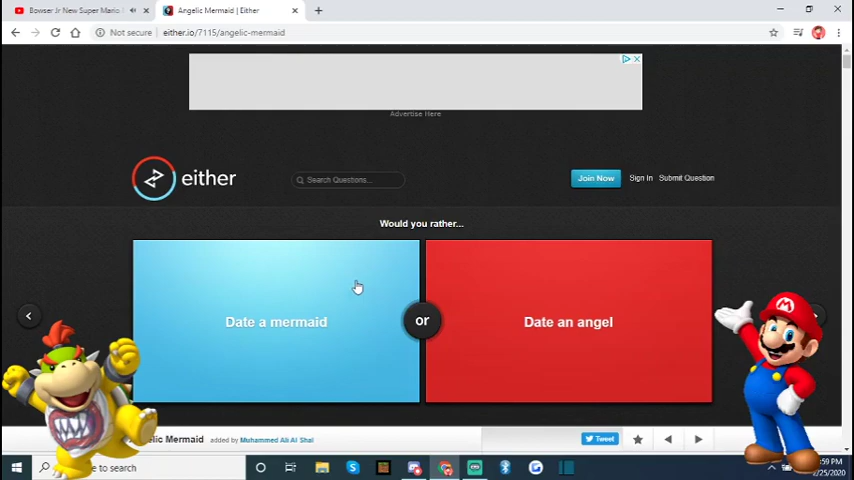 Bowser Jr New Super Mario
Angelic Mermaid | Either
Not secure | either.io/7115/angelic-mermaid
Advertise Here
either
Search Questions...
Join Now Sign In Submit Question
Would you rather...
Date a mermaid
or
Date an angel
elic Mermaid added by Muhammed Ali Al Shal
Tweet
here to search
:59 PM
/25/2020